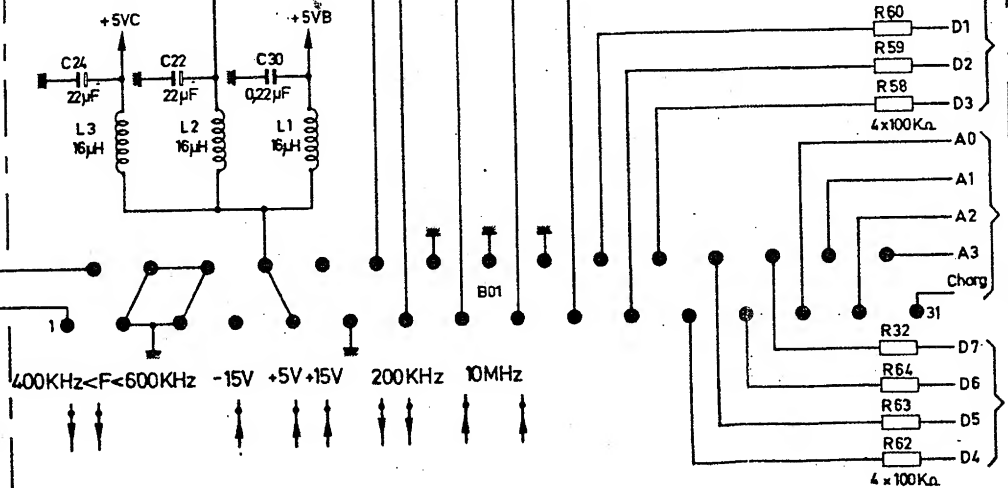 +5VC
+5VB
C24
22µF
C22
22µF
C30
0,22µF
L3
16µH
L2
16µH
L1
16µH
R60
D1
R59
D2
R58
D3
4x100KΩ
A0
A1
A2
A3
Charg
B01
1
31
400KHz<F<600KHz
-15V
+5V
+15V
200KHz
10MHz
R32
D7
R64
D6
R63
D5
R62
D4
4x100KΩ